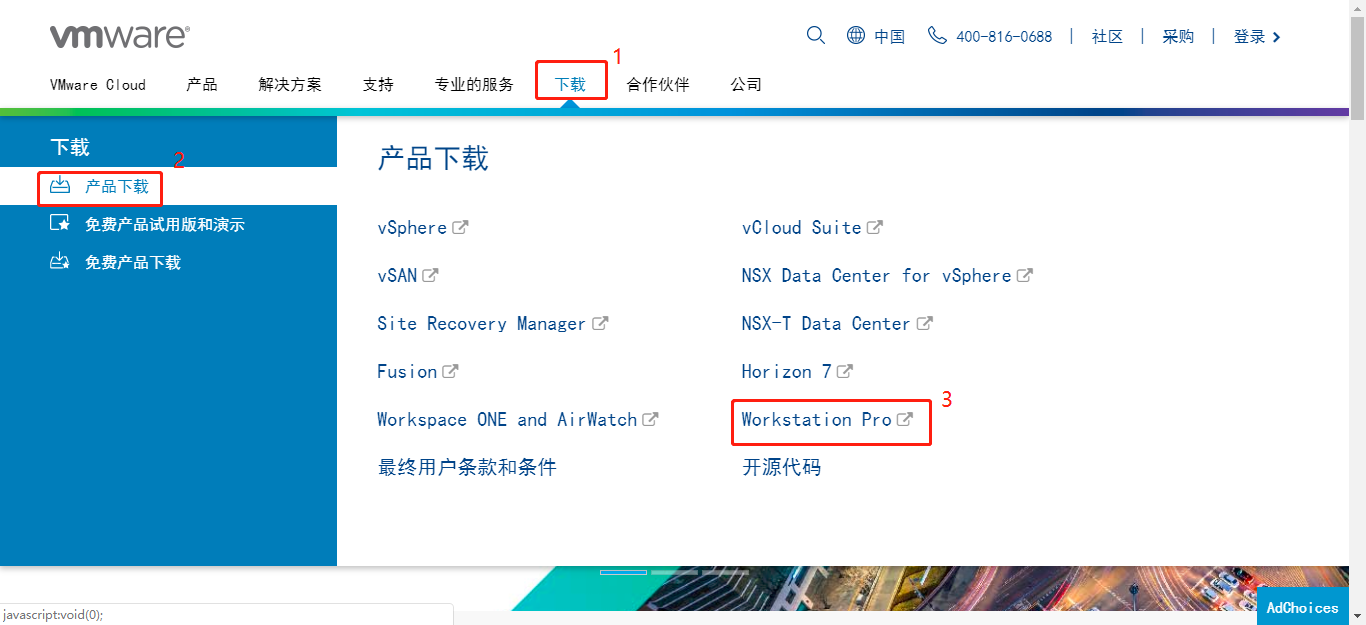 vmware®
中国 400-816-0688 | 社区 | 采购 | 登录
VMware Cloud 产品 解决方案 支持 专业的服务 下载 合作伙伴 公司
1
下载
2
产品下载
免费产品试用版和演示
免费产品下载
产品下载
vSphere
vCloud Suite
vSAN
NSX Data Center for vSphere
Site Recovery Manager
NSX-T Data Center
Fusion
Horizon 7
Workspace ONE and AirWatch
Workstation Pro
3
最终用户条款和条件
开源代码
AdChoices
javascript:void(0);